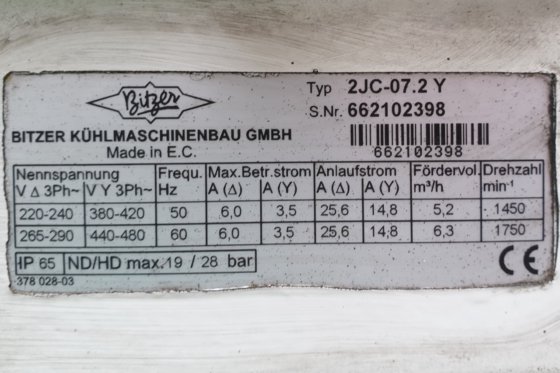 Bitzer
Typ 2JC-07.2 Y
S.Nr. 662102398
BITZER KÜHLMASCHINENBAU GMBH
Made in E.C.
662102398
Nennspannung Frequ. Max.Betr.strom Anlaufstrom Fördervol. Drehzahl
V Δ 3Ph~ V Y 3Ph~ Hz A (Δ) A (Y) A (Δ) A (Y) m³/h min⁻¹
220-240 380-420 50 6,0 3,5 25,6 14,8 5,2 1450
265-290 440-480 60 6,0 3,5 25,6 14,8 6,3 1750
IP 65 ND/HD max.19 / 28 bar
CE
378 028-03